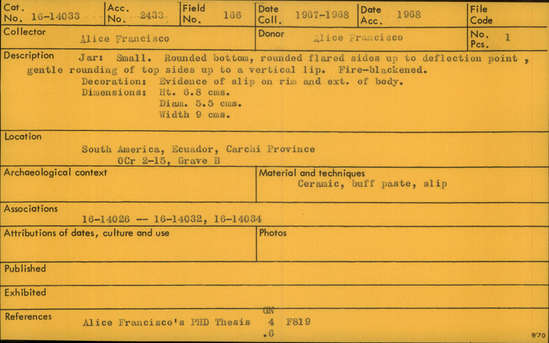 Cat. No. 16-14033 Acc. No. 2433 Field No. 166 Date Coll. 1967-1968 Date Acc. 1968 File Code
Collector Alice Francisco Donor Alice Francisco No. Pcs. 1
Description Jar: Small. Rounded bottom, rounded flared sides up to deflection point ,
gentle rounding of top sides up to a vertical lip. Fire-blackened.
Decoration: Evidence of slip on rim and ext. of body.
Dimensions: Ht. 6.8 cms.
Diam. 5.5 cms.
Width 9 cms.
Location
South America, Ecuador, Carchi Province
OCr 2-15, Grave B
Archaeological context Material and techniques
Ceramic, buff paste, slip
Associations
16-14026 -- 16-14032, 16-14034
Attributions of dates, culture and use Photos
Published
Exhibited
References Alice Francisco's PHD Thesis GN 4 .6 F819
9/70